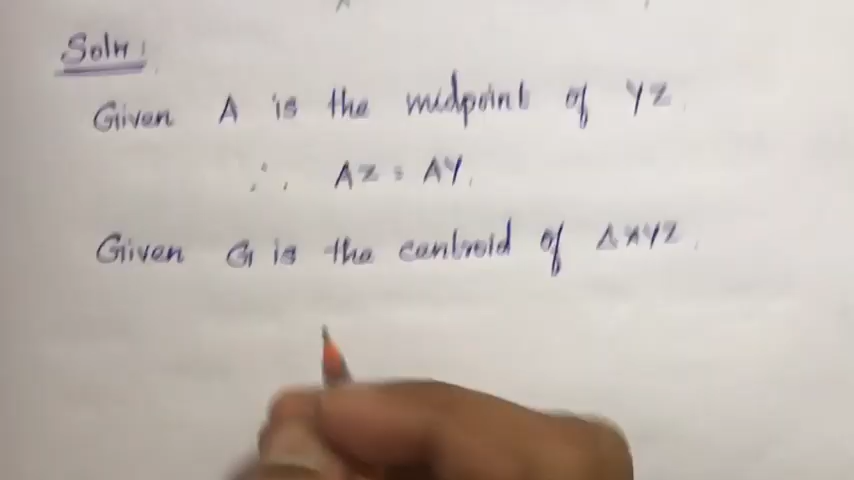 Soln:
Given A is the midpoint of YZ.
∴ AZ = AY.
Given G is the centroid of ΔXYZ.